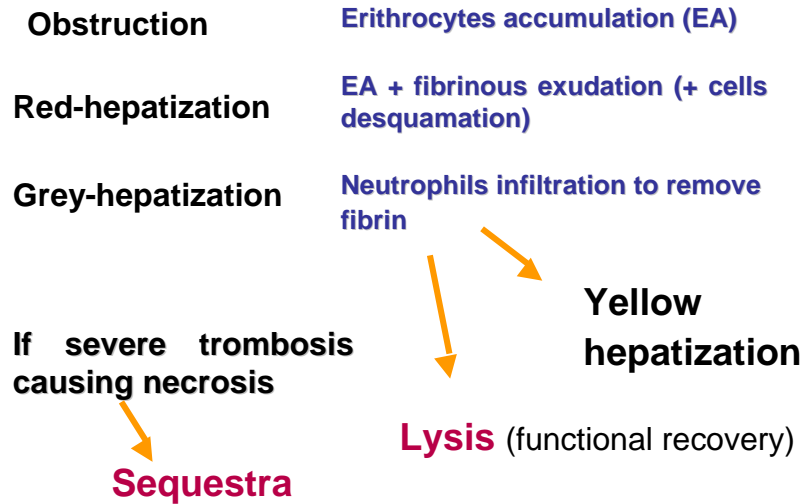 Obstruction
Erithrocytes accumulation (EA)
Red-hepatization
EA + fibrinous exudation (+ cells
desquamation)
Grey-hepatization
Neutrophils infiltration to remove
fibrin
Yellow
hepatization
If severe trombosis
causing necrosis
Lysis (functional recovery)
Sequestra